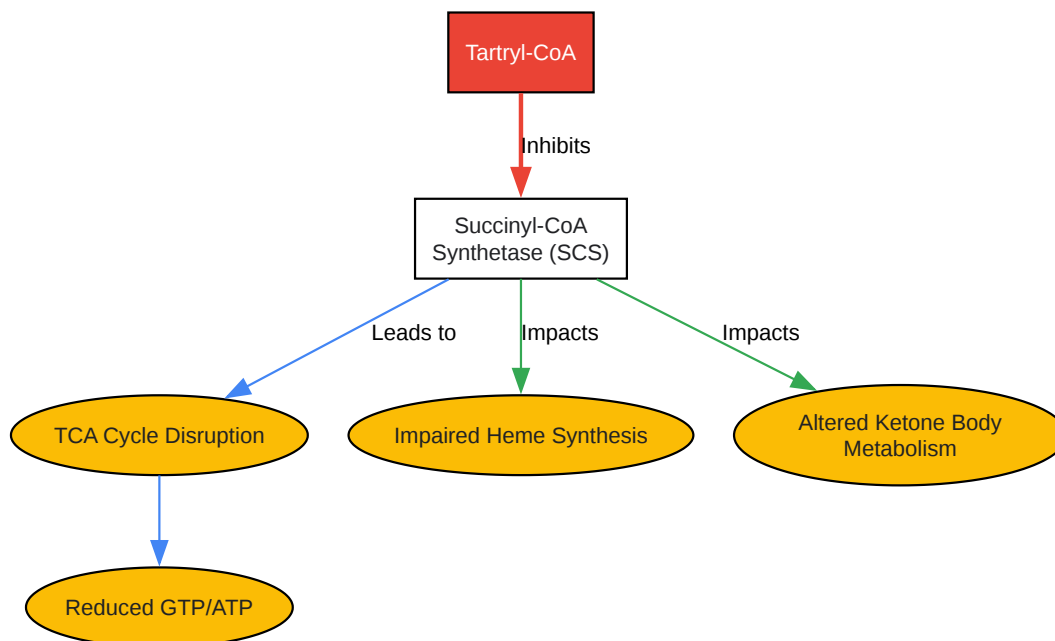 Tartryl-CoA
Inhibits
Succinyl-CoA
Synthetase (SCS)
Leads to
Impacts
Impacts
TCA Cycle Disruption
Impaired Heme Synthesis
Altered Ketone Body
Metabolism
Reduced GTP/ATP